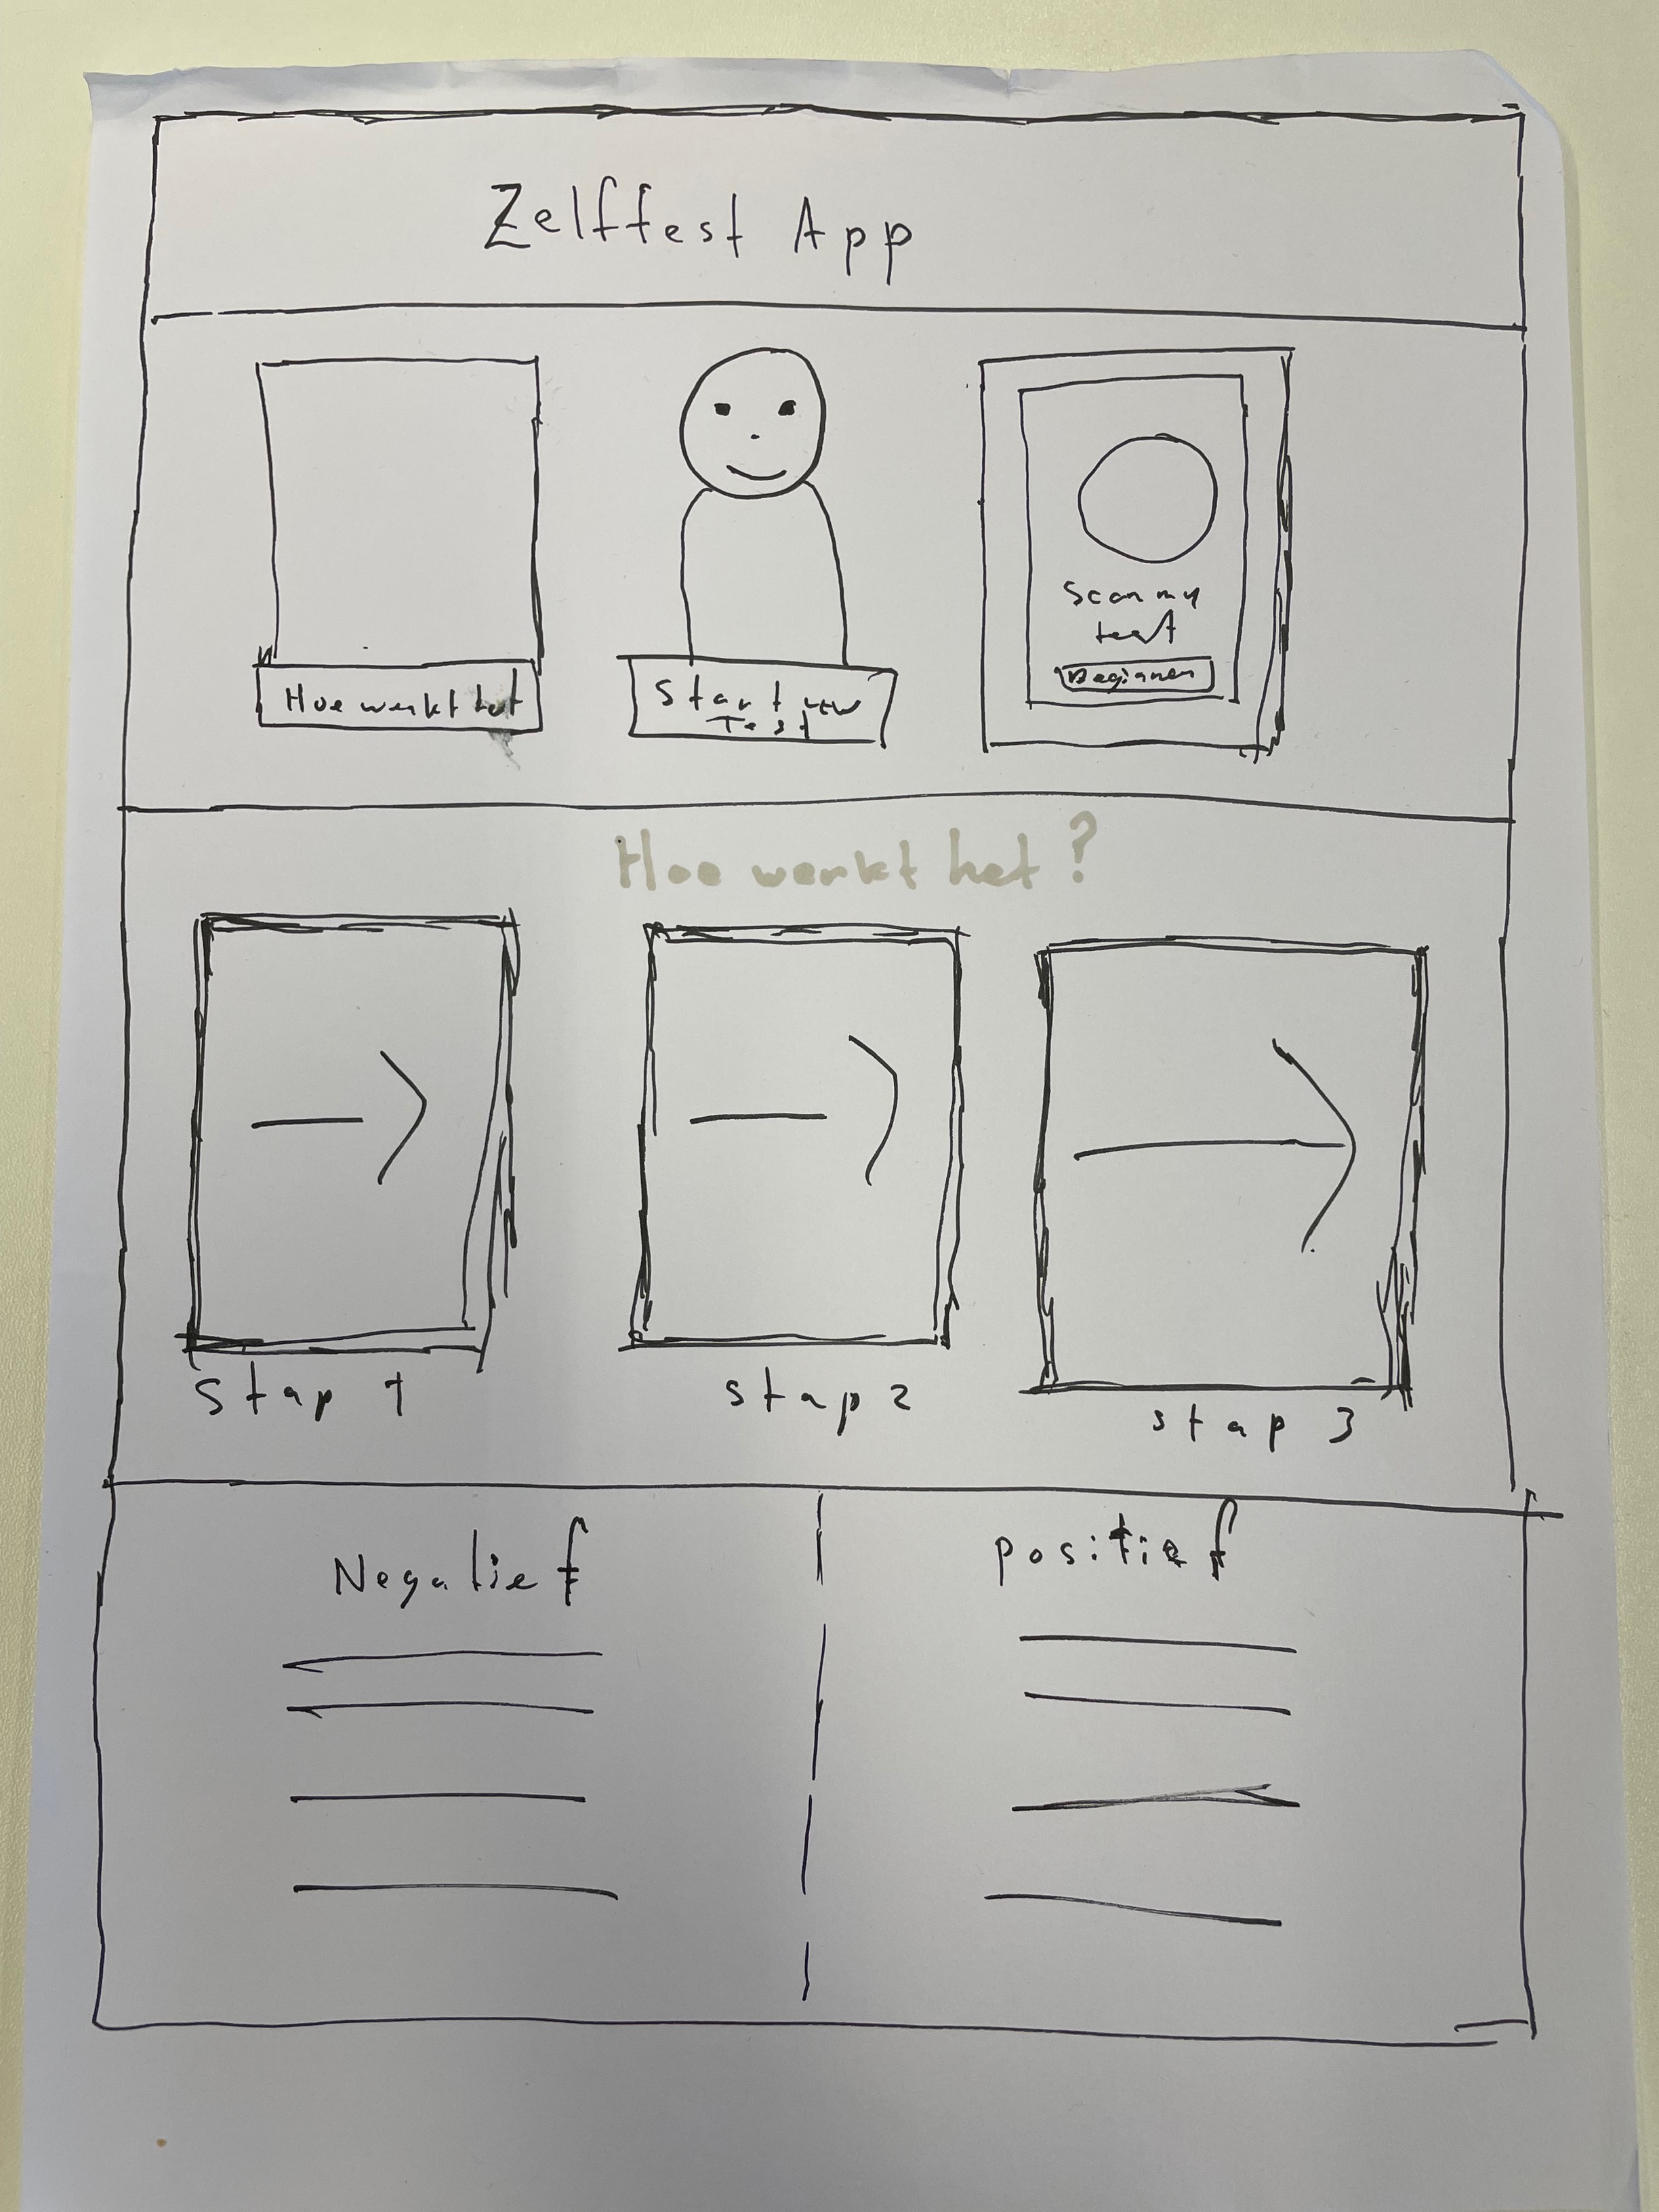 Zelftest App
Hoe werkt het
Start uw
Test
Scan my
test
Beginnen
Hoe werkt het?
Stap 1
stap 2
stap 3
Negatief
positief